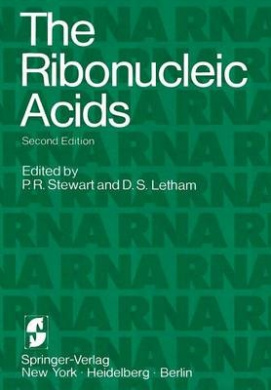 The
Ribonucleic
Acids
Second Edition
Edited by
P.R. Stewart and D.S. Letham
Springer-Verlag
New York · Heidelberg · Berlin